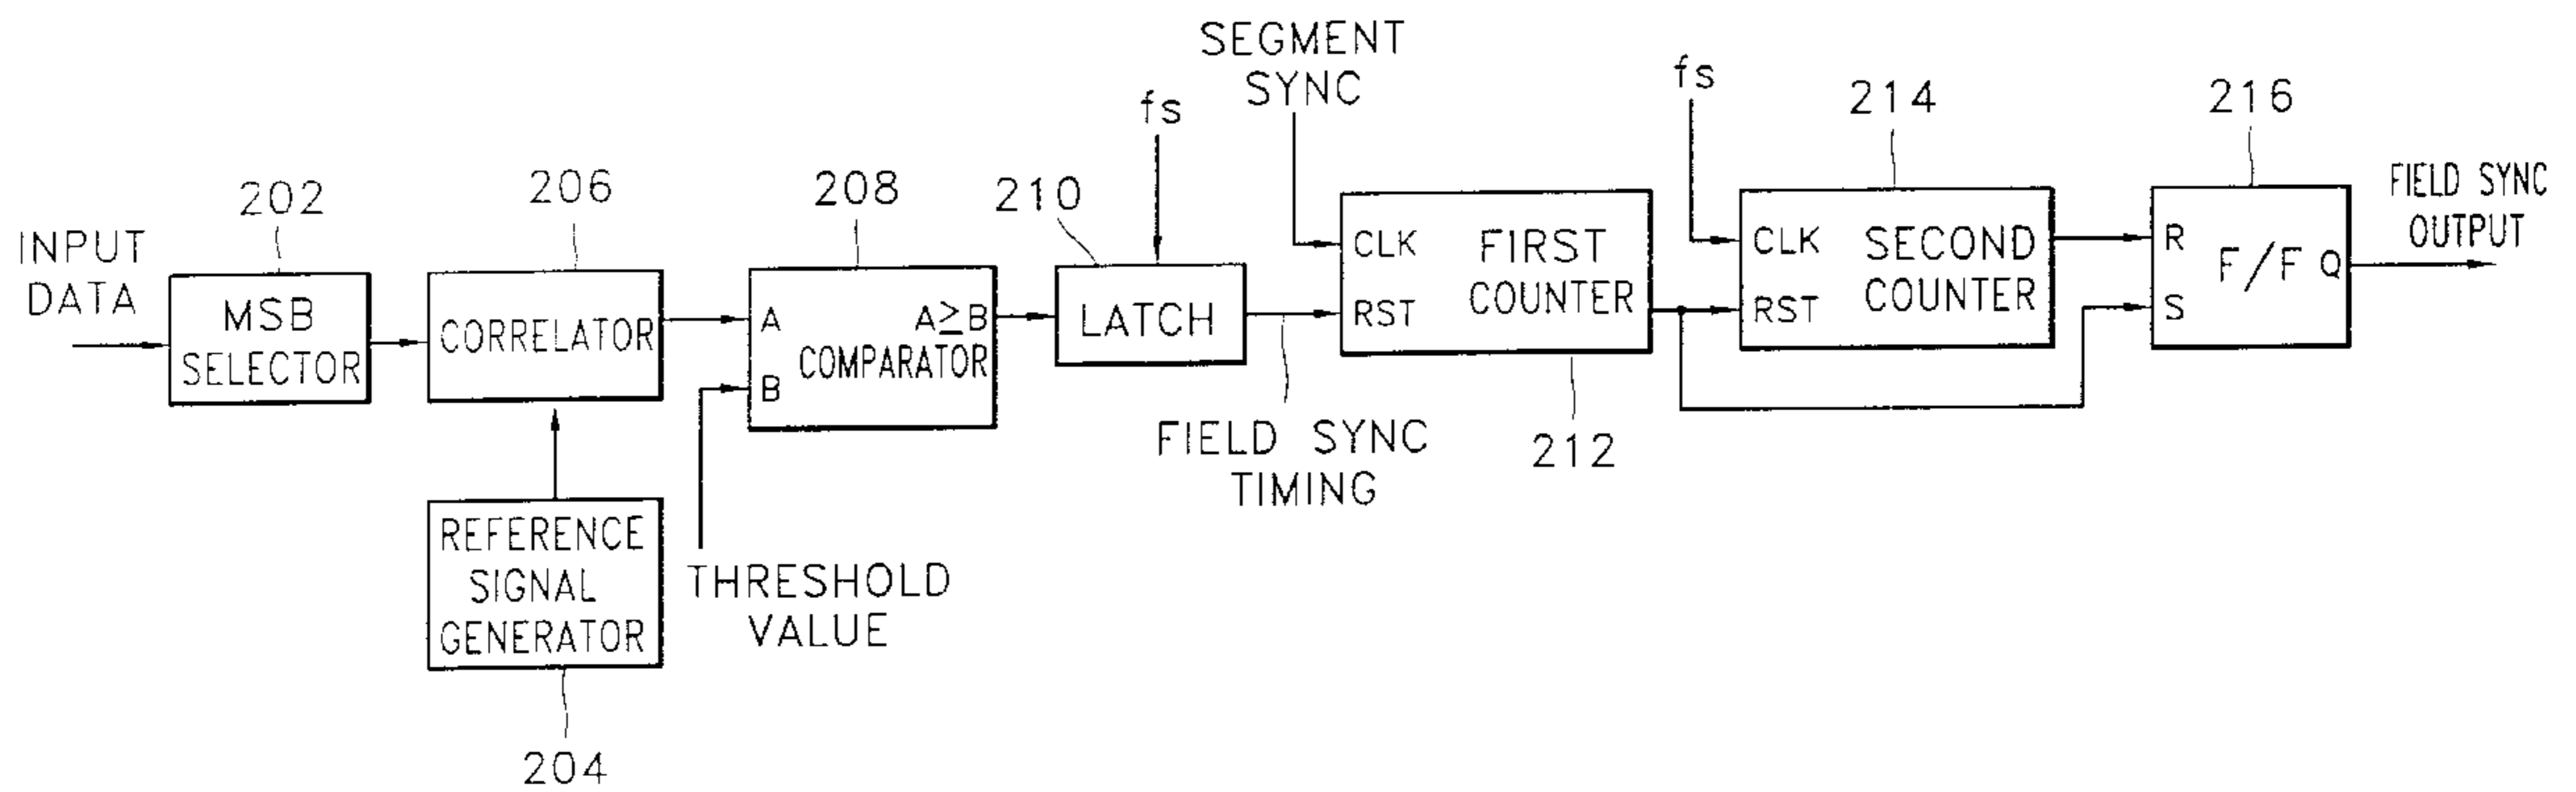 INPUT
DATA
202
MSB
SELECTOR
206
CORRELATOR
REFERENCE
SIGNAL
GENERATOR
204
208
A
B
A≥B
COMPARATOR
THRESHOLD
VALUE
210
fs
LATCH
FIELD SYNC
TIMING
SEGMENT
SYNC
CLK
RST
FIRST
COUNTER
212
fs
214
CLK
RST
SECOND
COUNTER
216
R
S
F/F
Q
FIELD SYNC
OUTPUT